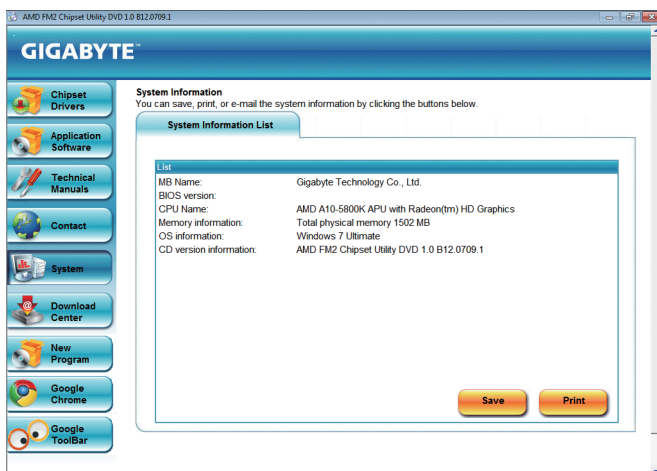 AMD FM2 Chipset Utility DVD 1.0 B12.0709.1
GIGABYTE™
Chipset
Drivers
Application
Software
Technical
Manuals
Contact
System
Download
Center
New
Program
Google
Chrome
Google
ToolBar
System Information
You can save, print, or e-mail the system information by clicking the buttons below.
System Information List
List
MB Name: Gigabyte Technology Co., Ltd.
BIOS version:
CPU Name: AMD A10-5800K APU with Radeon(tm) HD Graphics
Memory information: Total physical memory 1502 MB
OS information: Windows 7 Ultimate
CD version information: AMD FM2 Chipset Utility DVD 1.0 B12.0709.1
Save Print